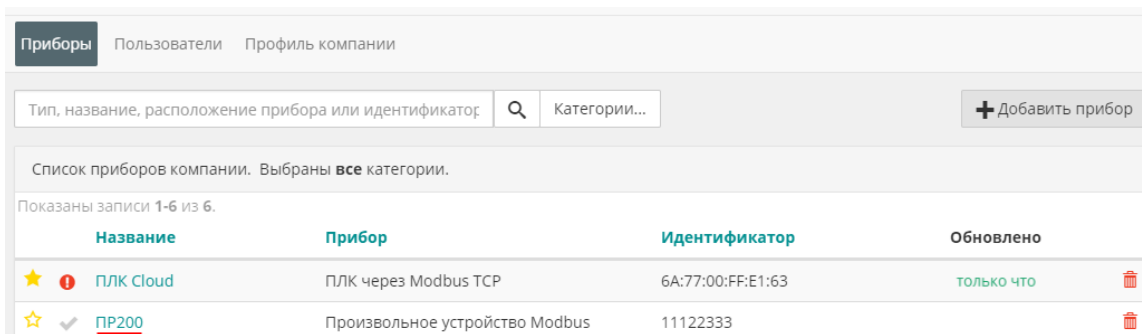 Приборы Пользователи Профиль компании
Тип, название, расположение прибора или идентификатор Категории... Добавить прибор
Список приборов компании. Выбраны все категории.
Показаны записи 1-6 из 6.
Название Прибор Идентификатор Обновлено
ПЛК Cloud ПЛК через Modbus TCP 6A:77:00:FF:E1:63 только что
ПР200 Произвольное устройство Modbus 11122333